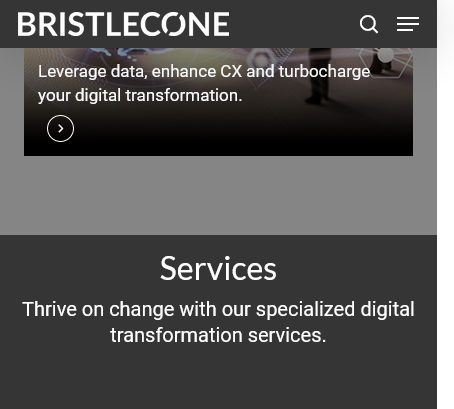 BRISTLECONE
Leverage data, enhance CX and turbocharge
your digital transformation.
Services
Thrive on change with our specialized digital
transformation services.